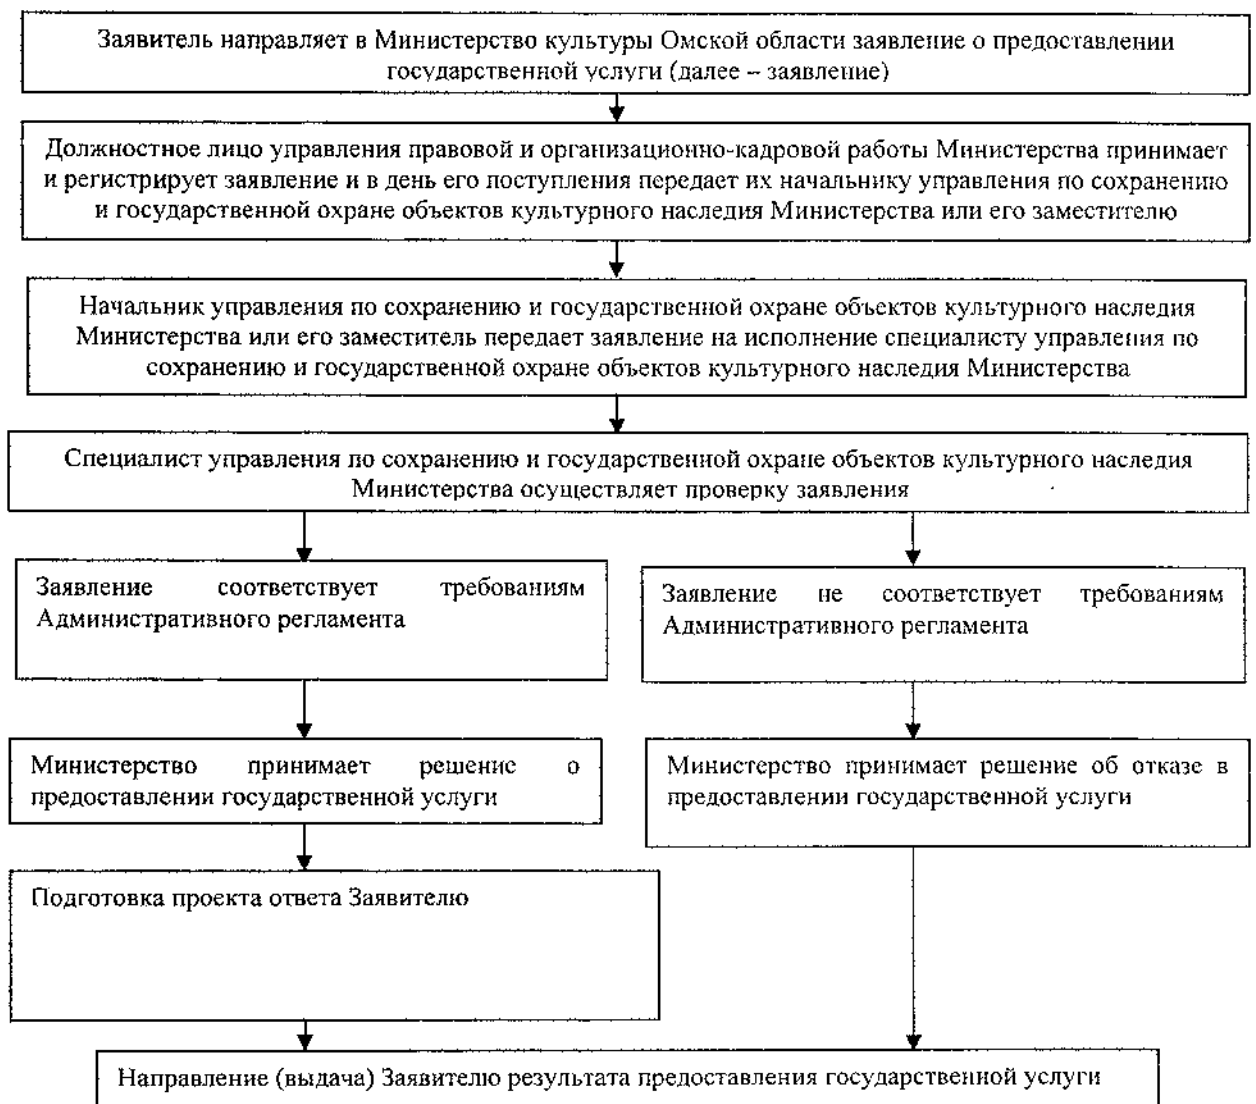 Заявитель направляет в Министерство культуры Омской области заявление о предоставлении
государственной услуги (далее – заявление)
Должностное лицо управления правовой и организационно-кадровой работы Министерства принимает
и регистрирует заявление и в день его поступления передает их начальнику управления по сохранению
и государственной охране объектов культурного наследия Министерства или его заместителю
Начальник управления по сохранению и государственной охране объектов культурного наследия
Министерства или его заместитель передает заявление на исполнение специалисту управления по
сохранению и государственной охране объектов культурного наследия Министерства
Специалист управления по сохранению и государственной охране объектов культурного наследия
Министерства осуществляет проверку заявления
Заявление соответствует требованиям
Административного регламента
Заявление не соответствует требованиям
Административного регламента
Министерство принимает решение о
предоставлении государственной услуги
Министерство принимает решение об отказе в
предоставлении государственной услуги
Подготовка проекта ответа Заявителю
Направление (выдача) Заявителю результата предоставления государственной услуги